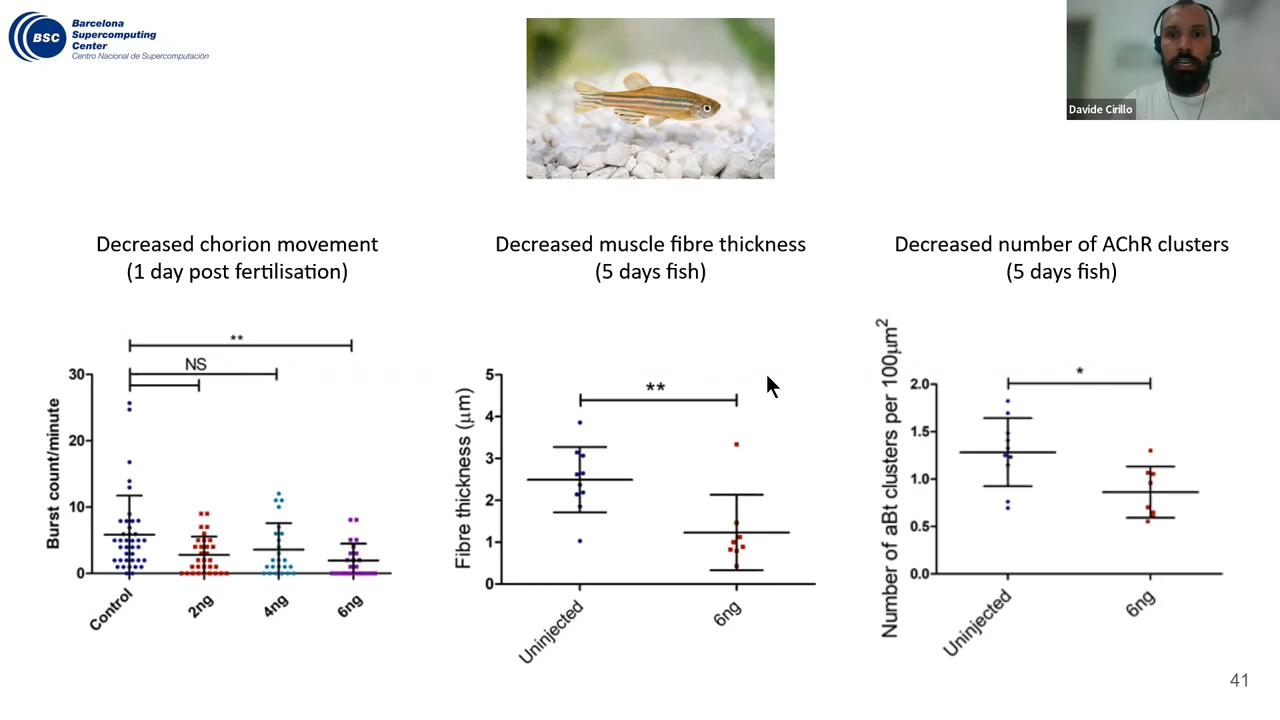 BSC
Barcelona
Supercomputing
Center
Centro Nacional de Supercomputación
Davide Cirillo
Decreased chorion movement
(1 day post fertilisation)
**
NS
30
20
10
0
Burst count/minute
Control
2ng
4ng
6ng
Decreased muscle fibre thickness
(5 days fish)
**
5
4
3
2
1
0
Fibre thickness (µm)
Uninjected
6ng
Decreased number of AChR clusters
(5 days fish)
*
2.0
1.5
1.0
0.5
0.0
Number of aBt clusters per 100µm²
Uninjected
6ng
41